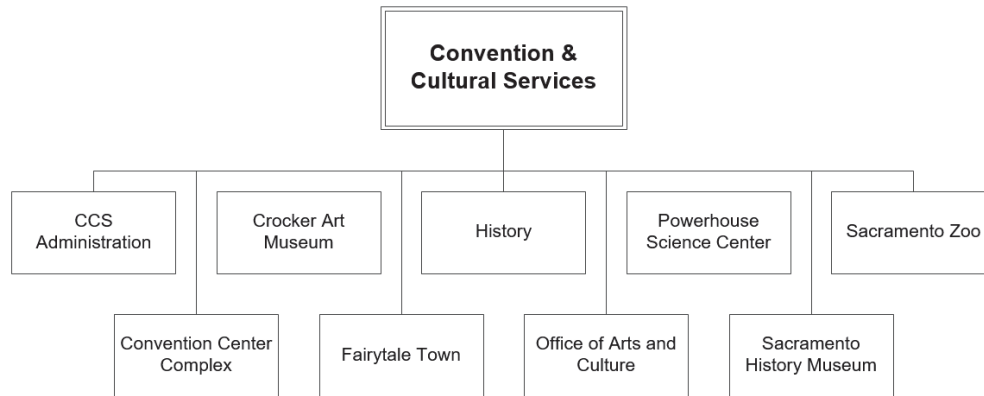 Convention &
Cultural Services
CCS
Administration
Crocker Art
Museum
History
Powerhouse
Science Center
Sacramento Zoo
Convention Center
Complex
Fairytale Town
Office of Arts and
Culture
Sacramento
History Museum